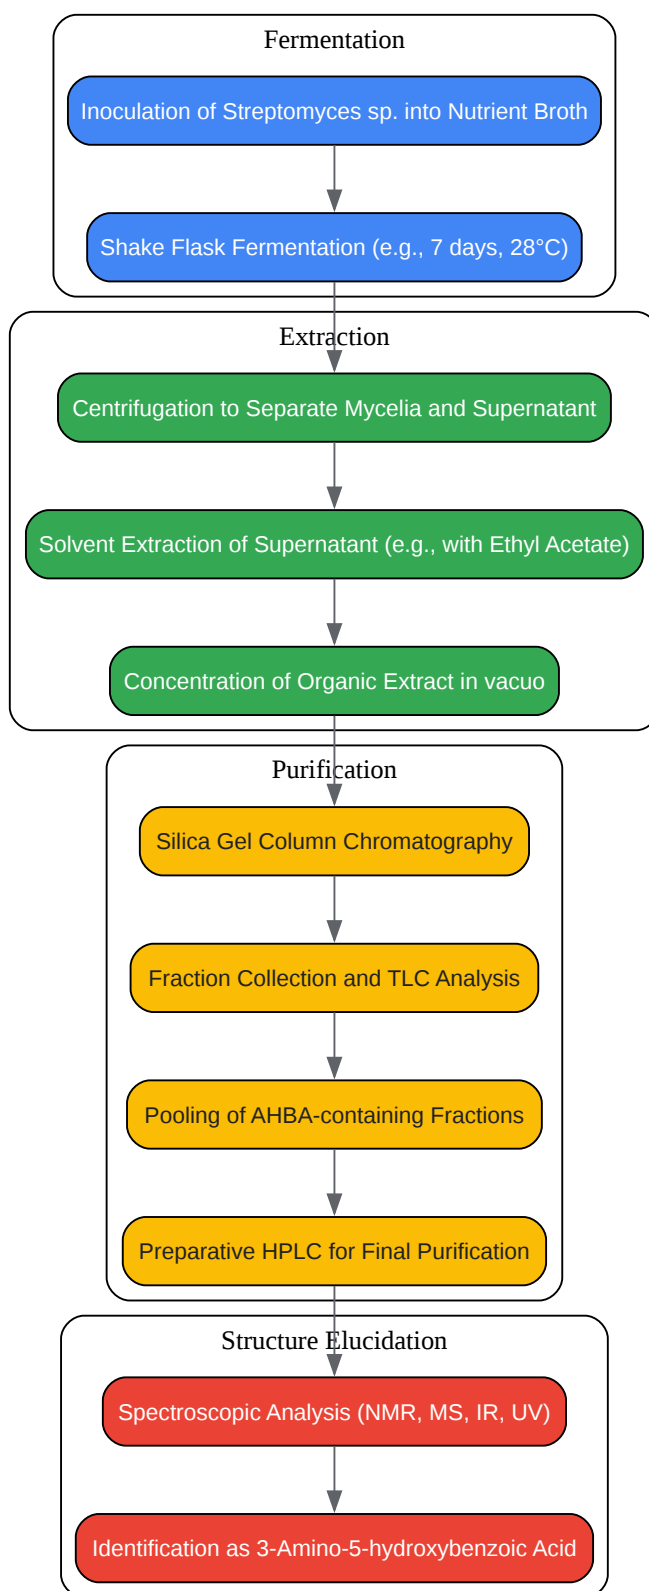 Fermentation
Inoculation of Streptomyces sp. into Nutrient Broth
Shake Flask Fermentation (e.g., 7 days, 28°C)
Extraction
Centrifugation to Separate Mycelia and Supernatant
Solvent Extraction of Supernatant (e.g., with Ethyl Acetate)
Concentration of Organic Extract in vacuo
Purification
Silica Gel Column Chromatography
Fraction Collection and TLC Analysis
Pooling of AHBA-containing Fractions
Preparative HPLC for Final Purification
Structure Elucidation
Spectroscopic Analysis (NMR, MS, IR, UV)
Identification as 3-Amino-5-hydroxybenzoic Acid